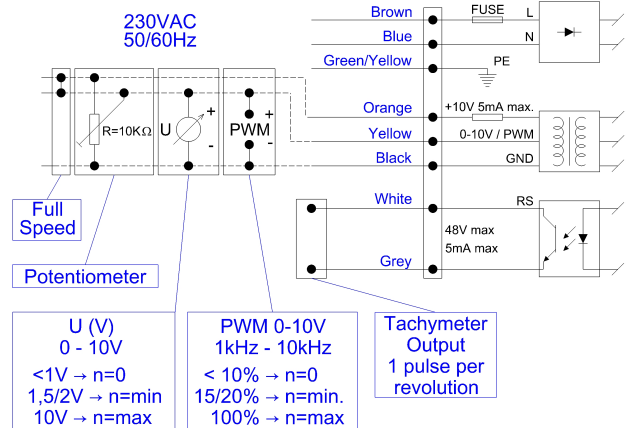 230VAC
50/60Hz
Brown
FUSE
L
Blue
N
Green/Yellow
PE
Orange
+10V 5mA max.
Yellow
0-10V / PWM
Black
GND
R=10KΩ
U
+
-
PWM
+
-
White
RS
48V max
5mA max
Grey
Full
Speed
Potentiometer
U (V)
0 - 10V
<1V → n=0
1,5/2V → n=min
10V → n=max
PWM 0-10V
1kHz - 10kHz
< 10% → n=0
15/20% → n=min.
100% → n=max
Tachymeter
Output
1 pulse per
revolution